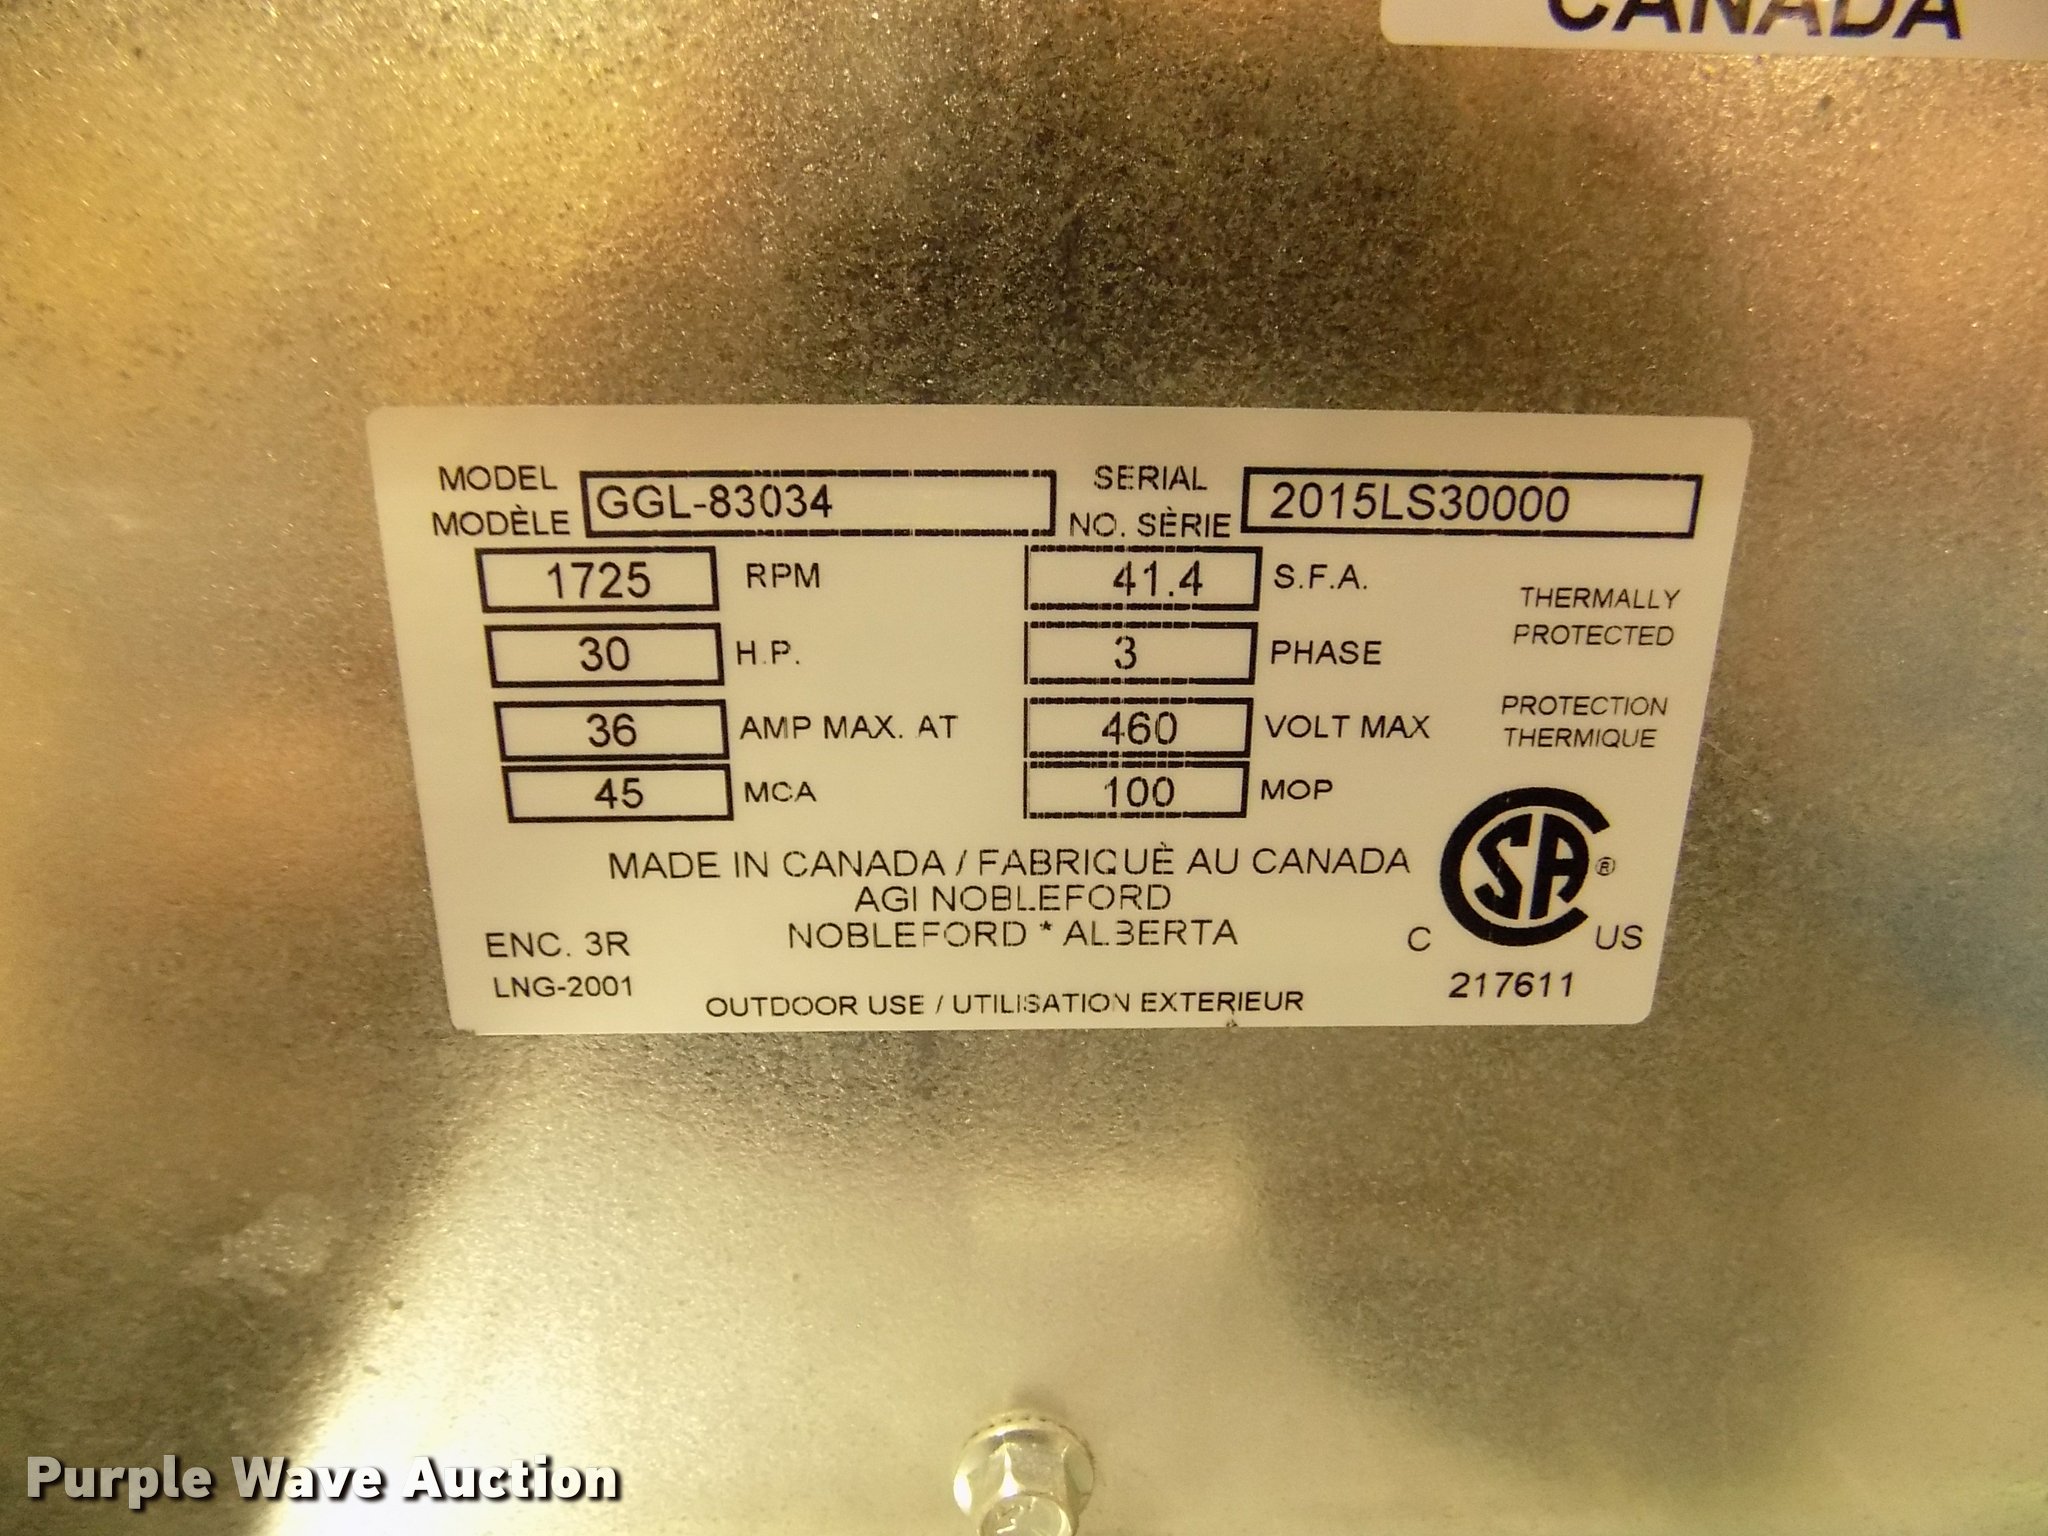 CANADA
MODEL GGL-83034 SERIAL 2015LS30000
MODÈLE NO. SÈRIE
1725 RPM 41.4 S.F.A. THERMALLY
PROTECTED
30 H.P. 3 PHASE
PROTECTION
36 AMP MAX. AT 460 VOLT MAX THERMIQUE
45 MCA 100 MOP
MADE IN CANADA / FABRIQUÈ AU CANADA
AGI NOBLEFORD
NOBLEFORD * ALBERTA
ENC. 3R
LNG-2001
OUTDOOR USE / UTILISATION EXTERIEUR
CSA ®
C US
217611
Purple Wave Auction